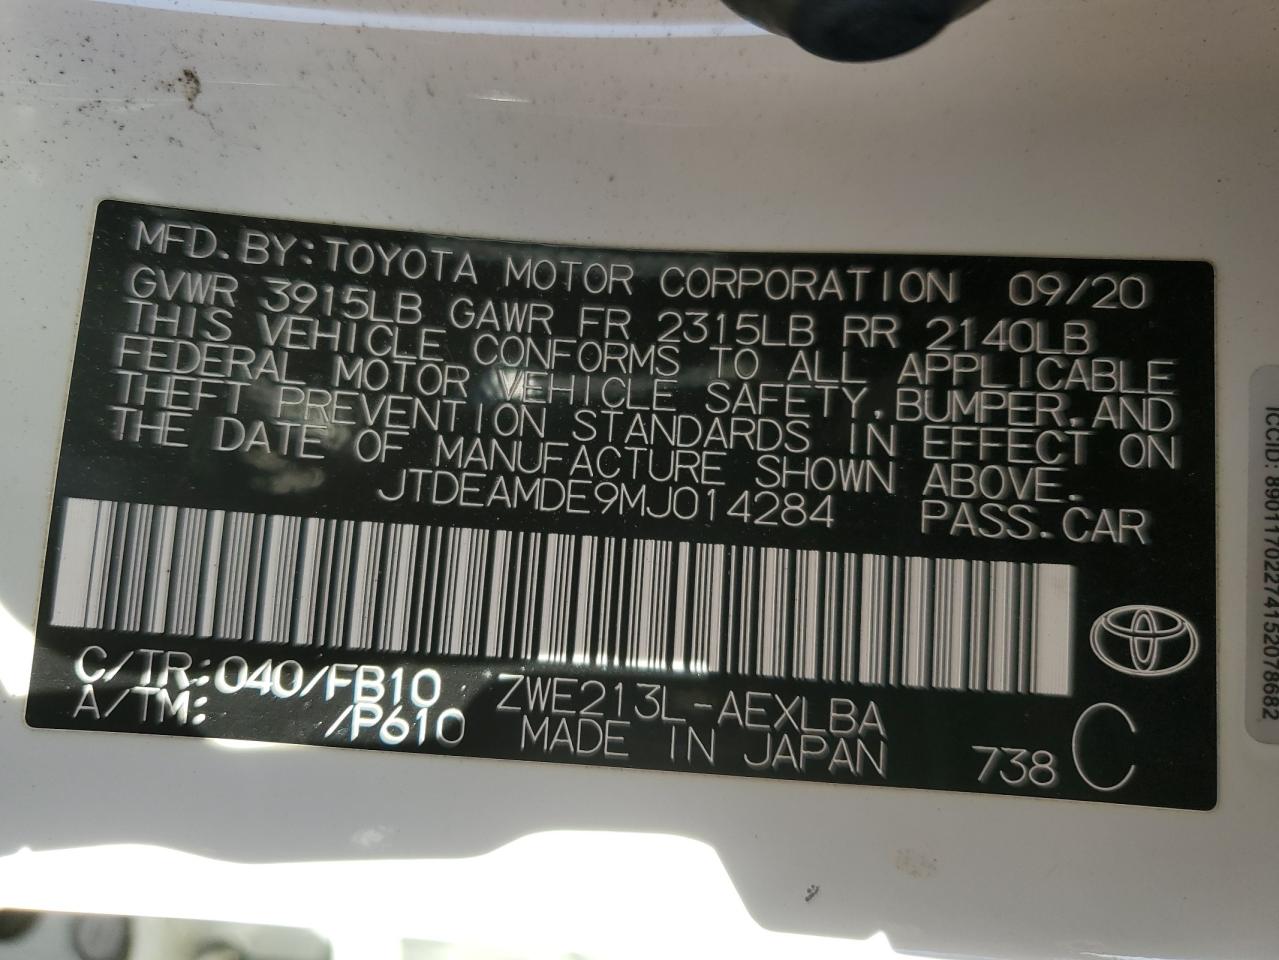 MFD.BY:TOYOTA MOTOR CORPORATION 09/20
GVWR 3915LB GAWR FR 2315LB RR 2140LB
THIS VEHICLE CONFORMS TO ALL APPLICABLE
FEDERAL MOTOR VEHICLE SAFETY,BUMPER,AND
THEFT PREVENTION STANDARDS IN EFFECT ON
THE DATE OF MANUFACTURE SHOWN ABOVE.
JTDEAMDE9MJ014284 PASS.CAR
C/TR:040/FB10 ZWE213L-AEXLBA
A/TM: /P610 MADE IN JAPAN 738 C
ICCID: 89011702274152078682